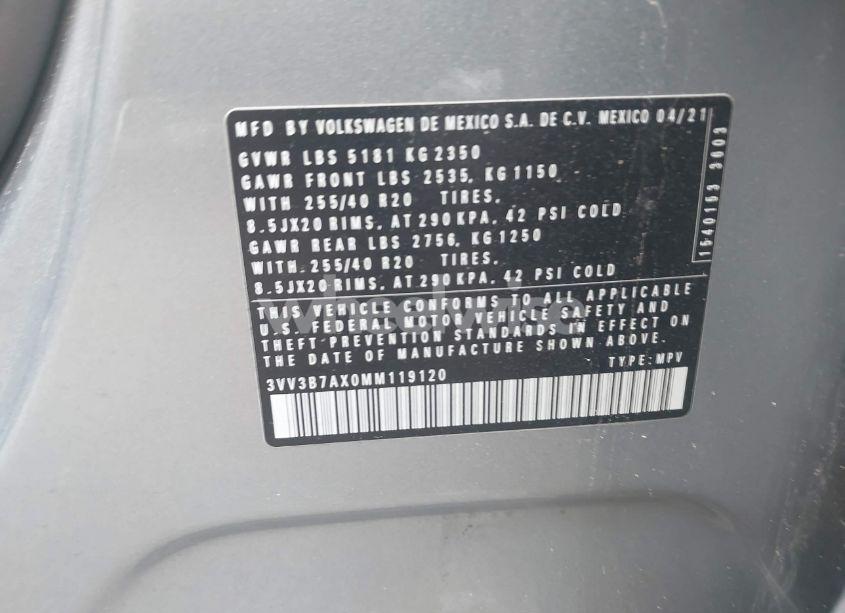 MFD BY VOLKSWAGEN DE MEXICO S.A. DE C.V. MEXICO 04/21
GVWR LBS 5181 KG 2350
GAWR FRONT LBS 2535, KG 1150
WITH 255/40 R20 TIRES,
8.5JX20 RIMS, AT 290 KPA, 42 PSI COLD
GAWR REAR LBS 2756, KG 1250
WITH 255/40 R20 TIRES,
8.5JX20 RIMS, AT 290 KPA, 42 PSI COLD
THIS VEHICLE CONFORMS TO ALL APPLICABLE
U.S. FEDERAL MOTOR VEHICLE SAFETY AND
THEFT-PREVENTION STANDARDS IN EFFECT ON
THE DATE OF MANUFACTURE SHOWN ABOVE.
TYPE: MPV
3VV3B7AX0MM119120
1540153 3003